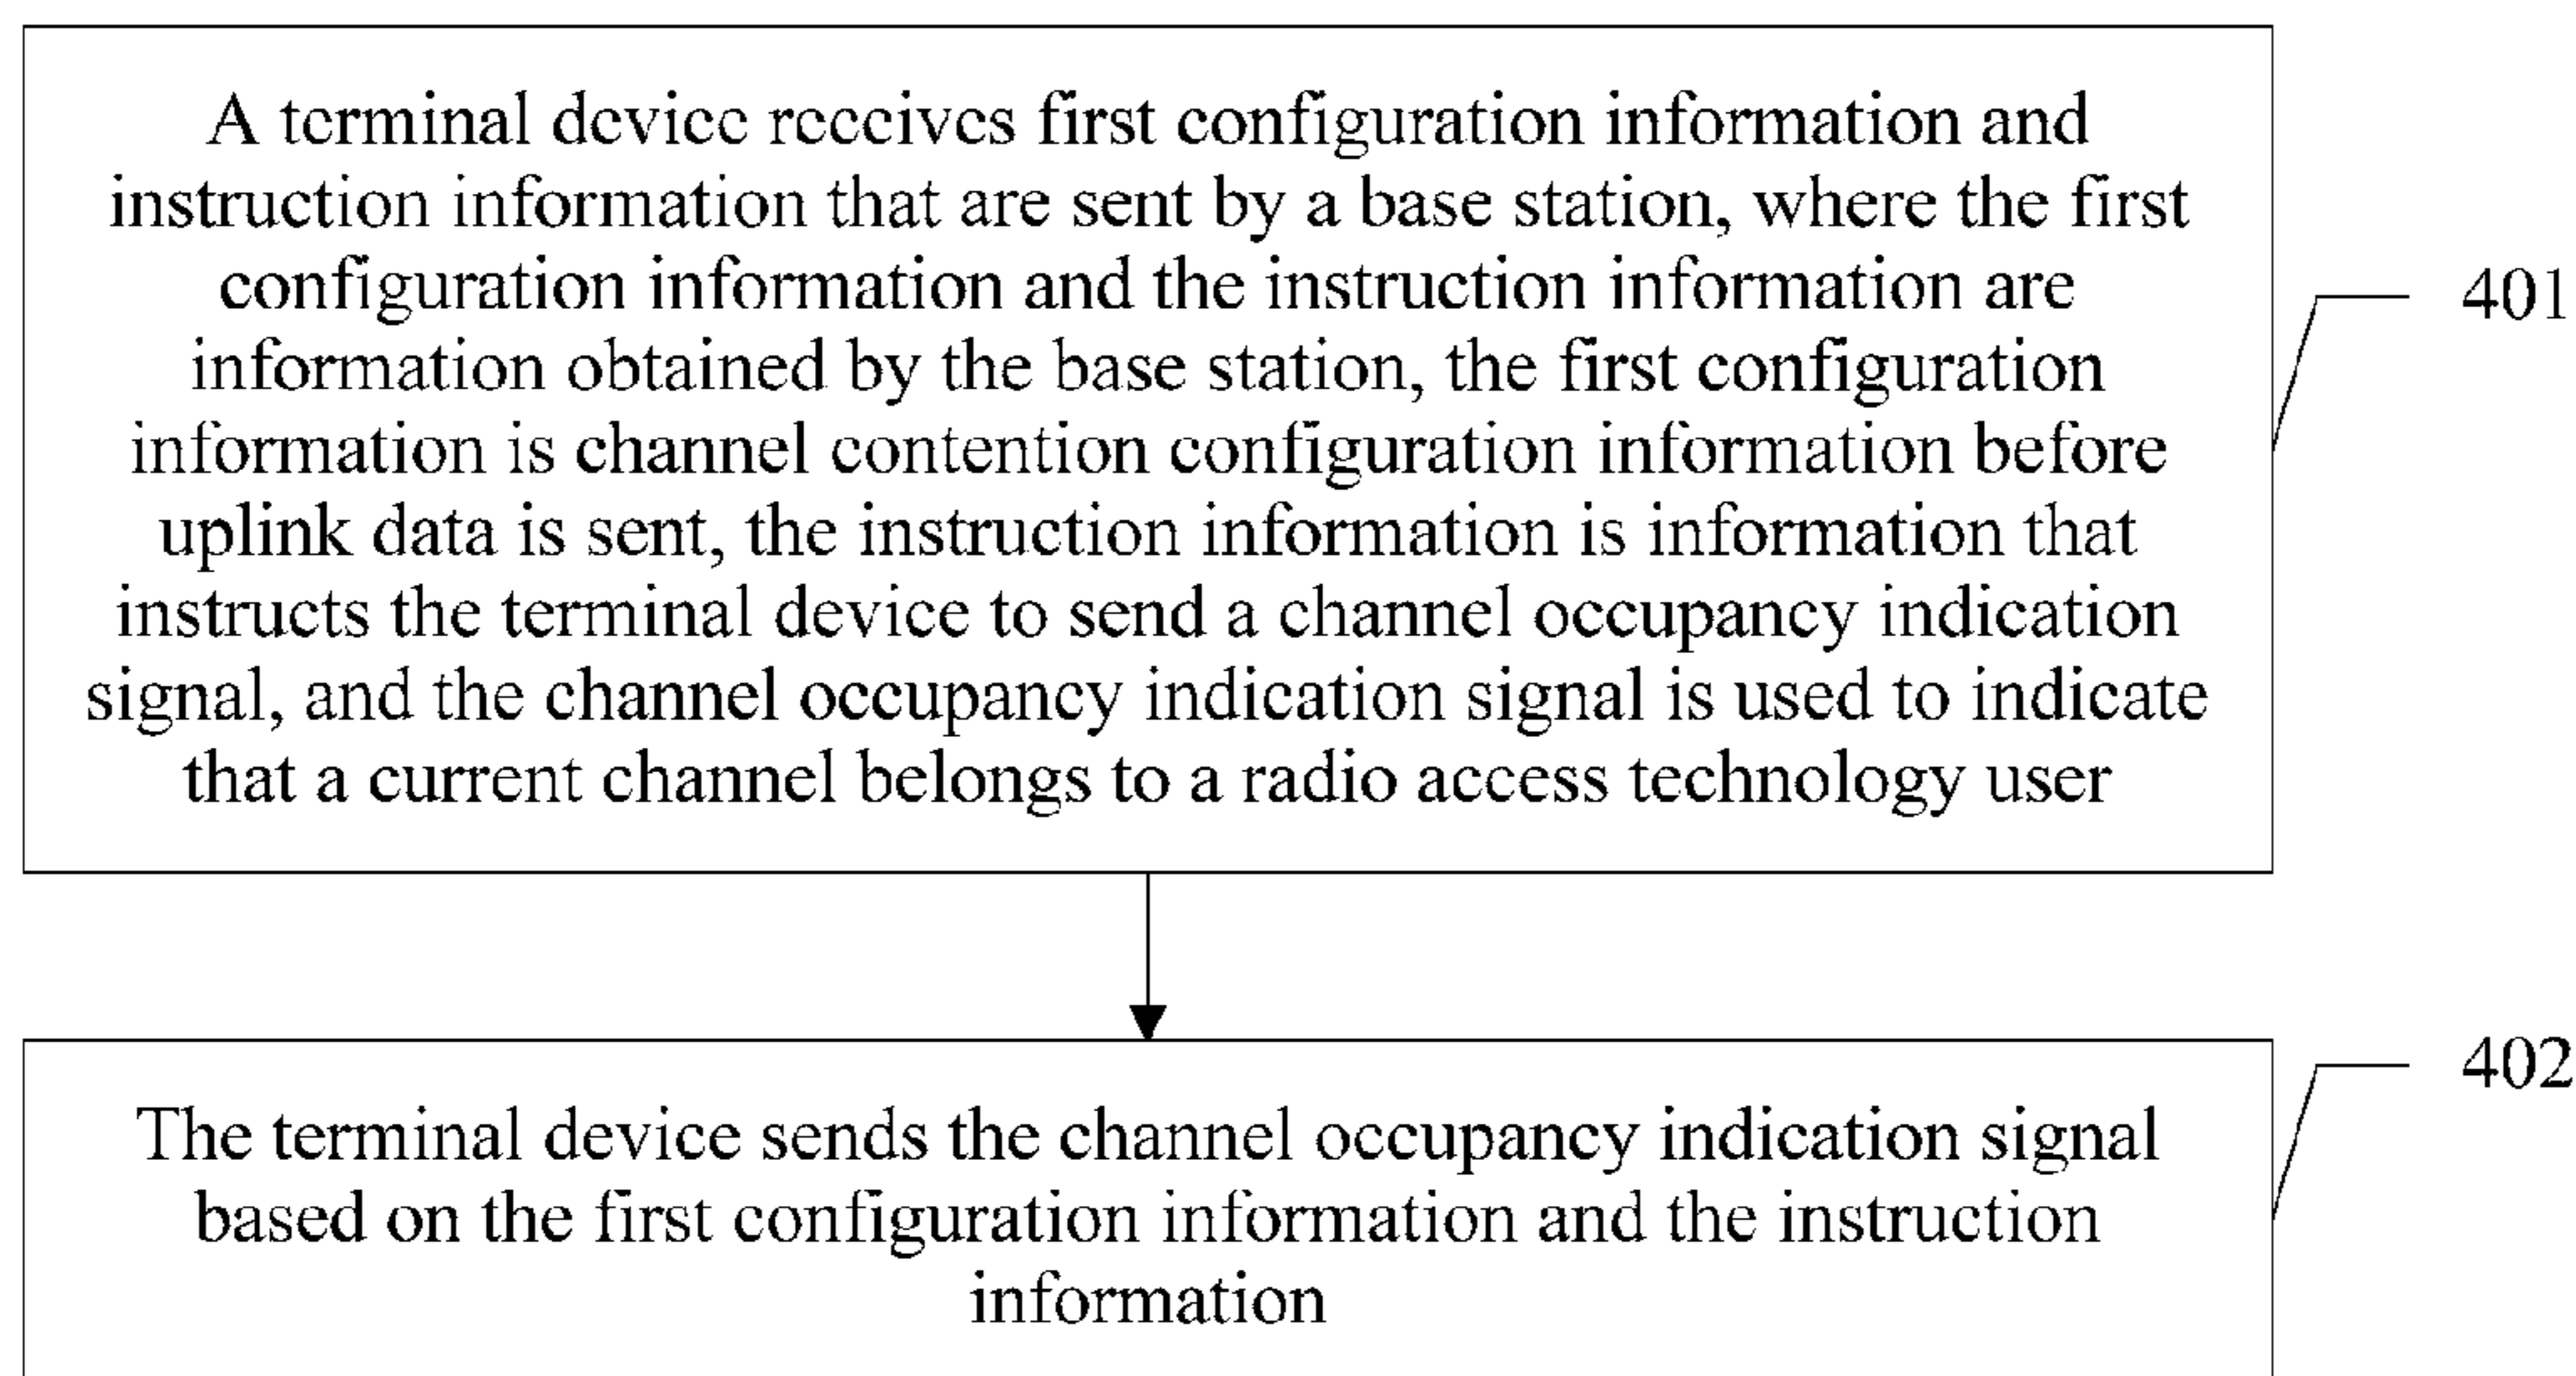 A terminal device receives first configuration information and
instruction information that are sent by a base station, where the first
configuration information and the instruction information are
information obtained by the base station, the first configuration
information is channel contention configuration information before
uplink data is sent, the instruction information is information that
instructs the terminal device to send a channel occupancy indication
signal, and the channel occupancy indication signal is used to indicate
that a current channel belongs to a radio access technology user
401
The terminal device sends the channel occupancy indication signal
based on the first configuration information and the instruction
information
402